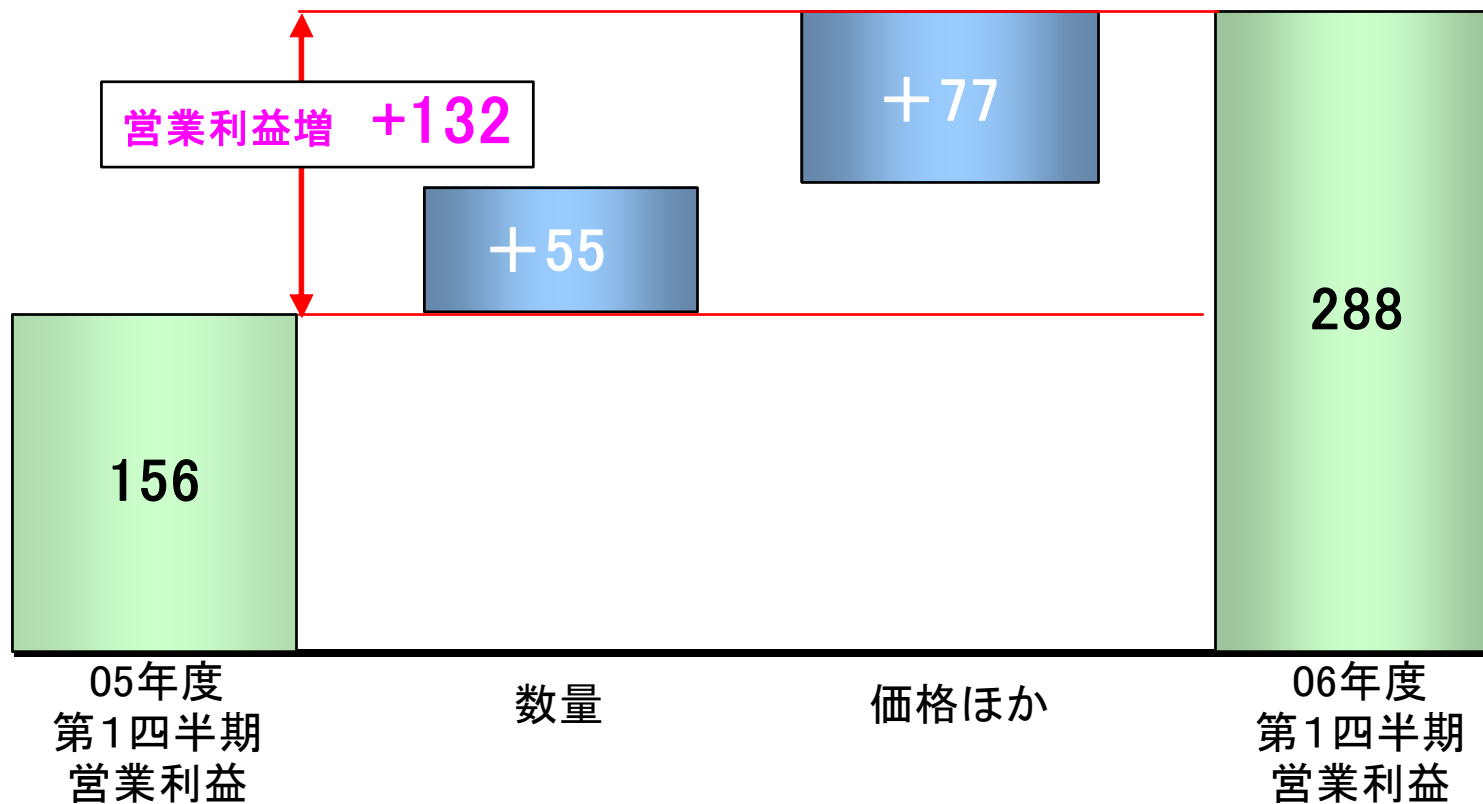 営業利益増 +132
+77
+55
288
156
05年度
第1四半期
営業利益
数量
価格ほか
06年度
第1四半期
営業利益